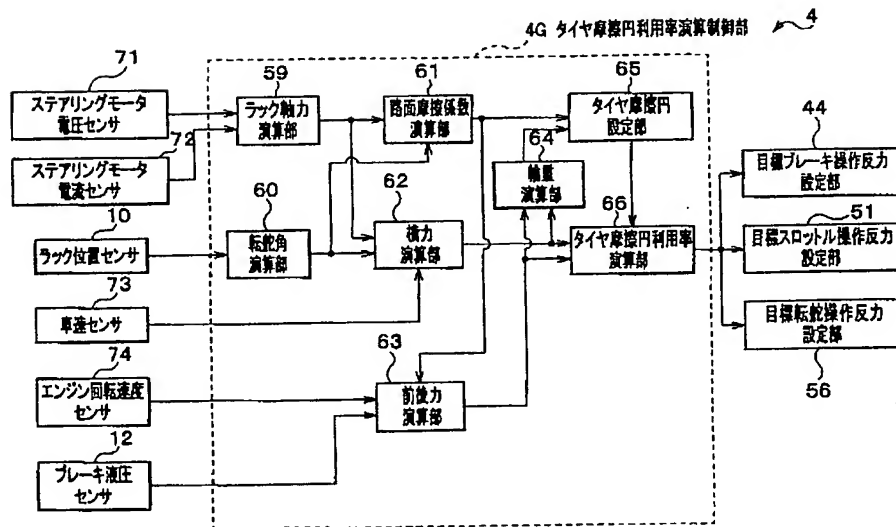 4G タイヤ摩擦円利用率演算制御部
4
71
ステアリングモータ
電圧センサ
72
ステアリングモータ
電流センサ
10
ラック位置センサ
73
車速センサ
74
エンジン回転速度
センサ
12
ブレーキ液圧
センサ
59
ラック軸力
演算部
60
転舵角演算部
61
路面摩擦係数
演算部
62
横力
演算部
63
前後力
演算部
64
軸重
演算部
65
タイヤ摩擦円
設定部
66
タイヤ摩擦円利用率
演算部
44
目標ブレーキ操作反力
設定部
51
目標スロットル操作反力
設定部
目標転舵操作反力
設定部
56